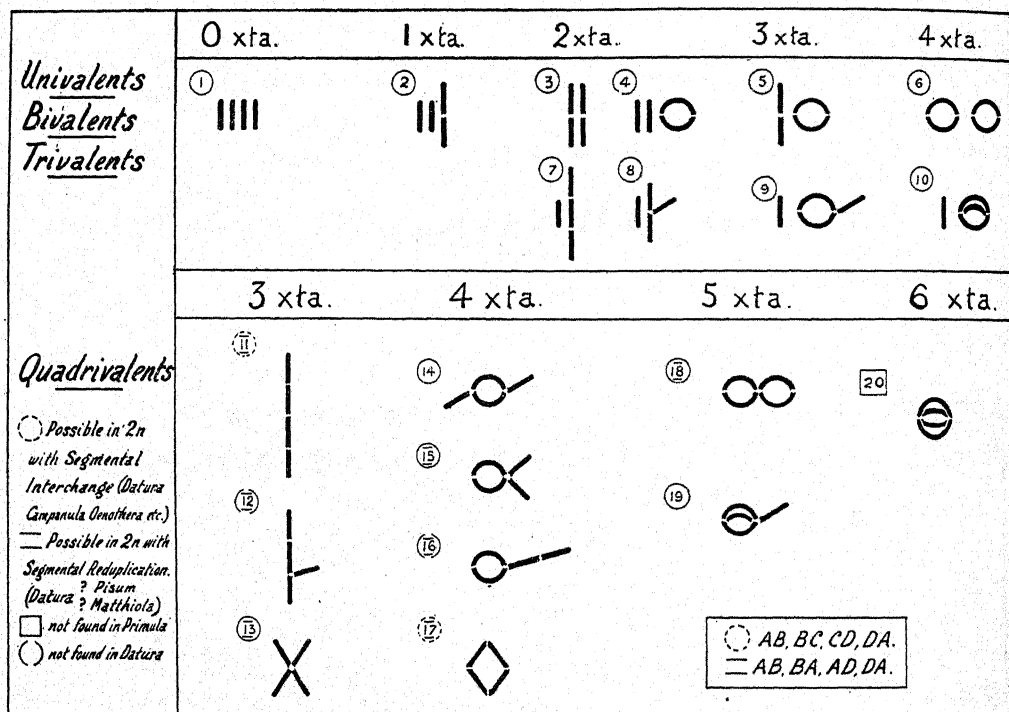 0 xta. 1 xta. 2 xta. 3 xta. 4 xta.
Univalents
Bivalents
Trivalents
1 2 3 4 5 6
7 8 9 10
3 xta. 4 xta. 5 xta. 6 xta.
Quadrivalents
11 14 18 20
Possible in 2n
with Segmental
Interchange (Datura
Campanula Oenothera etc.)
Possible in 2n with
Segmental Reduplication.
(Datura ? Pisum
? Matthiola)
not found in Primula
not found in Datura
15
12 19
16
13 17
AB, BC, CD, DA.
AB, BA, AD, DA.